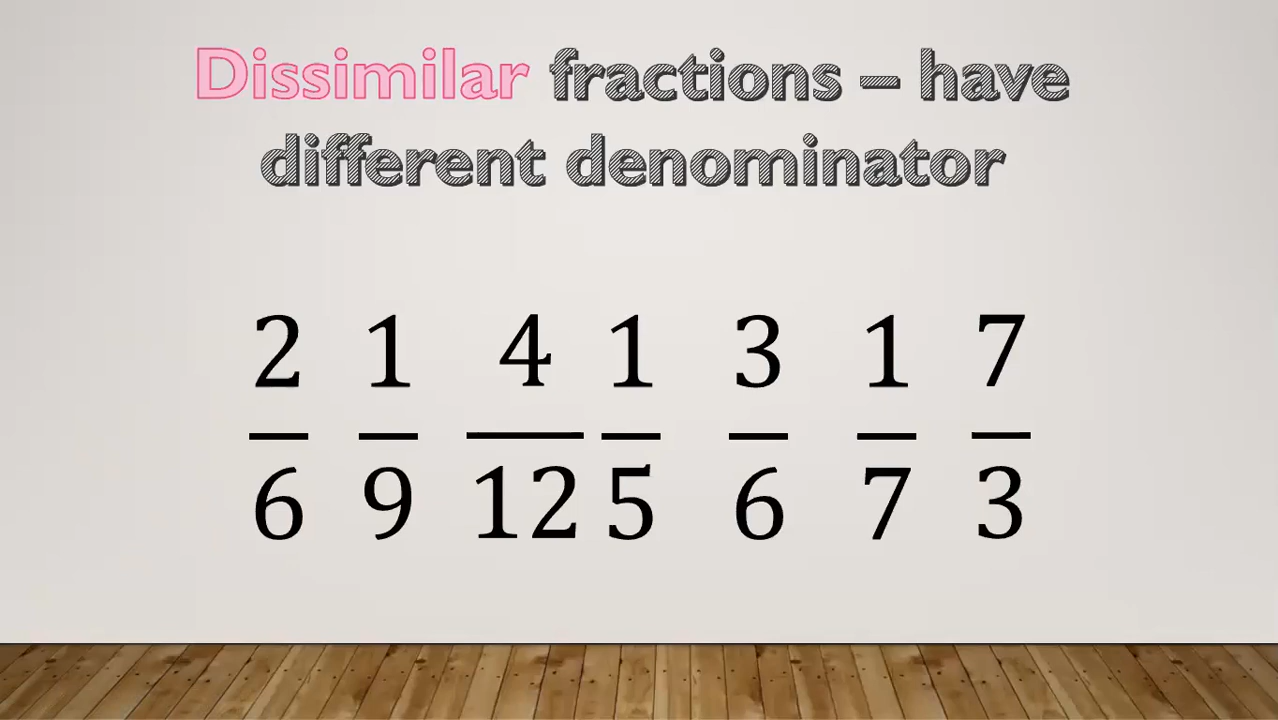 Dissimilar fractions – have
different denominator
2 1 4 1 3 1 7
6 9 12 5 6 7 3